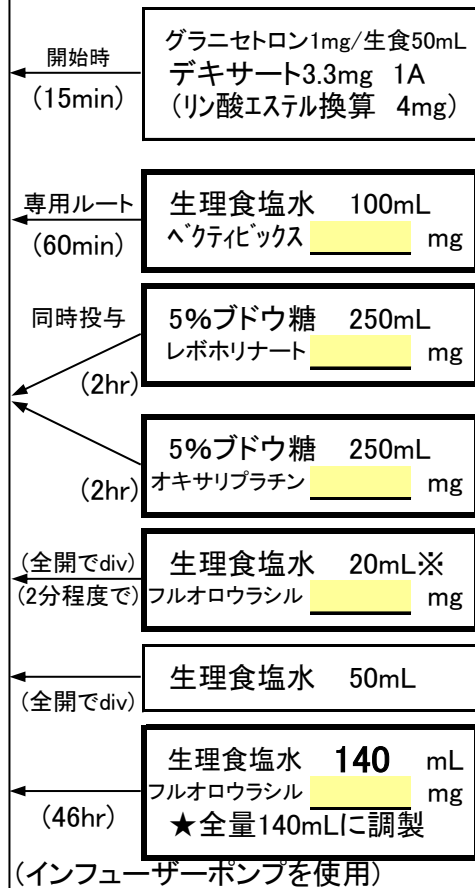 グラニセトロン1mg/生食50mL
開始時
デキサート3.3mg 1A
(15min)
(リン酸エステル換算 4mg)
専用ルート
生理食塩水 100mL
(60min)
ベクティビックス mg
同時投与
5%ブドウ糖 250mL
レボホリナート mg
(2hr)
5%ブドウ糖 250mL
(2hr)
オキサリプラチン mg
(全開でdiv)
生理食塩水 20mL※
(2分程度で)
フルオロウラシル mg
生理食塩水 50mL
(全開でdiv)
生理食塩水 140 mL
フルオロウラシル mg
(46hr)
★全量140mLに調製
(インフューザーポンプを使用)